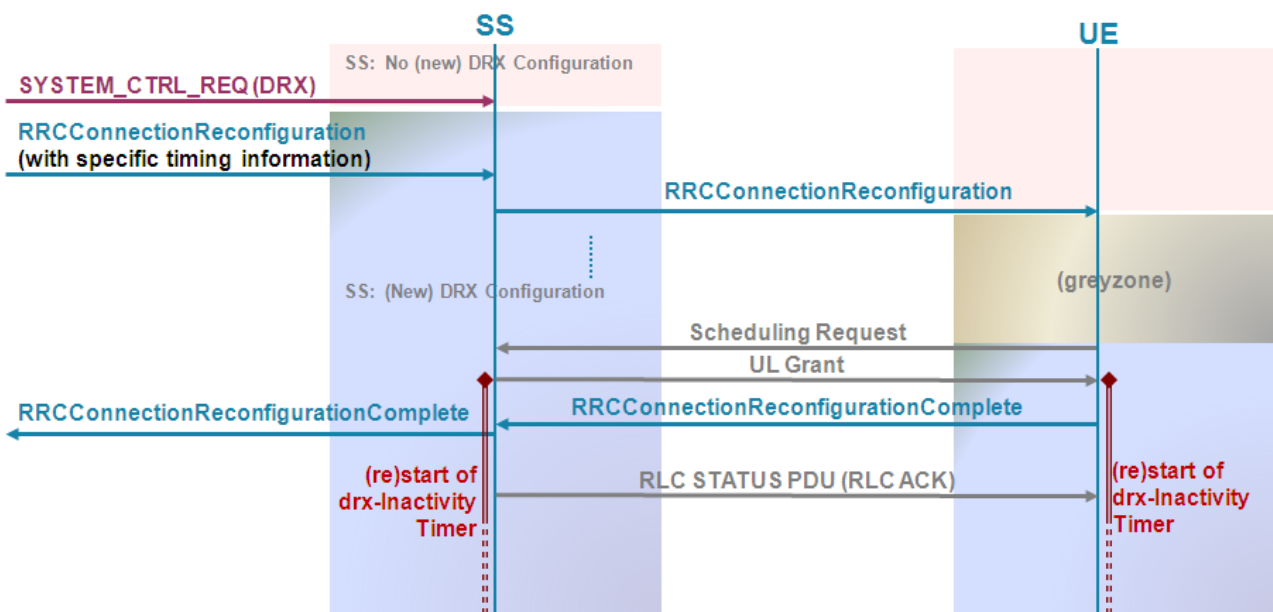 SS
UE
SS: No (new) DRX Configuration
SYSTEM_CTRL_REQ (DRX)
RRCConnectionReconfiguration
(with specific timing information)
RRCConnectionReconfiguration
SS: (New) DRX Configuration
(greyzone)
Scheduling Request
UL Grant
RRCConnectionReconfigurationComplete
RRCConnectionReconfigurationComplete
(re)start of
drx-Inactivity
Timer
RLC STATUS PDU (RLC ACK)
(re)start of
drx-Inactivity
Timer